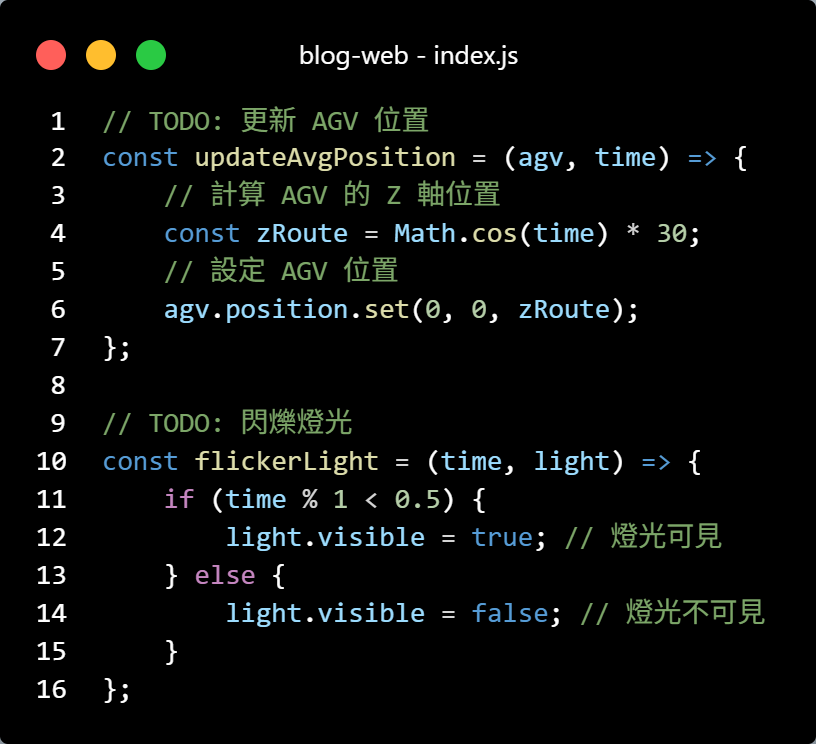 blog-web - index.js
1 // TODO: 更新 AGV 位置
2 const updateAvgPosition = (agv, time) => {
3     // 計算 AGV 的 Z 軸位置
4     const zRoute = Math.cos(time) * 30;
5     // 設定 AGV 位置
6     agv.position.set(0, 0, zRoute);
7 };
8
9 // TODO: 閃爍燈光
10 const flickerLight = (time, light) => {
11     if (time % 1 < 0.5) {
12         light.visible = true; // 燈光可見
13     } else {
14         light.visible = false; // 燈光不可見
15     }
16 };